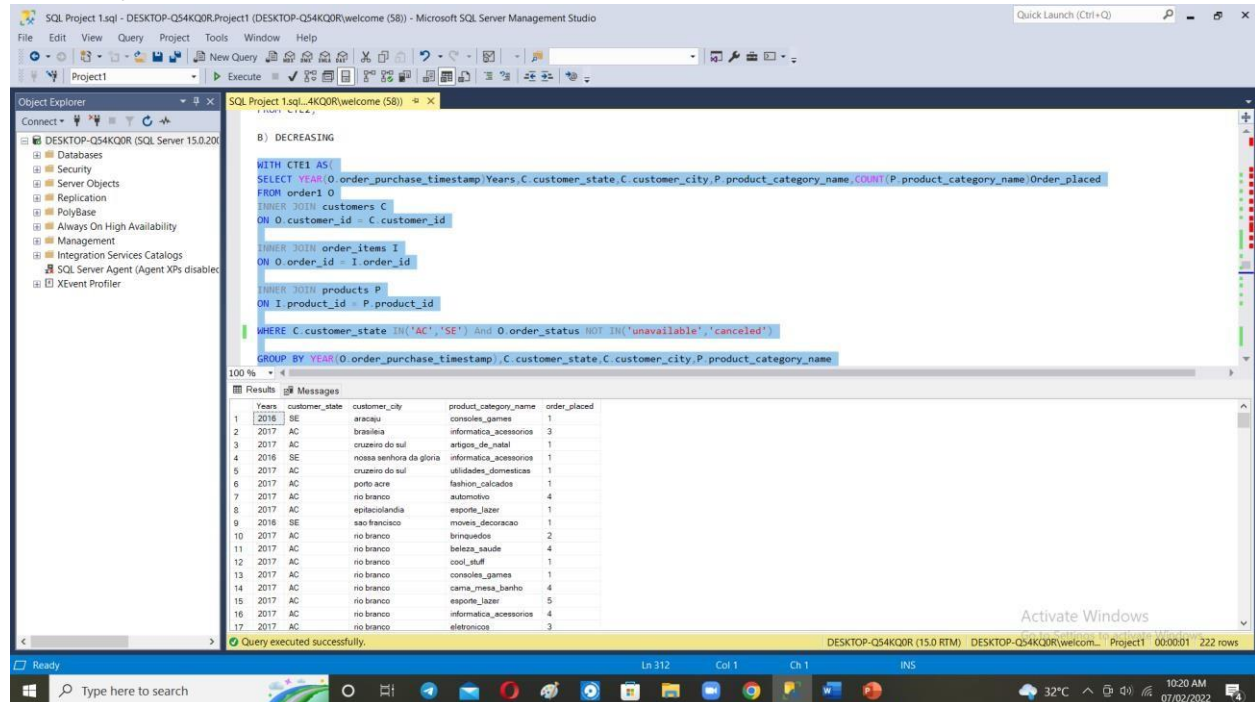 SQL Project 1.sql - DESKTOP-Q54KQ0R.Project1 (DESKTOP-Q54KQ0R\welcome (58)) - Microsoft SQL Server Management Studio
Quick Launch (Ctrl+Q)
File Edit View Query Project Tools Window Help
New Query
Project1
Execute
Object Explorer
SQL Project 1.sql...4KQ0R\welcome (58))
Connect
DESKTOP-Q54KQ0R (SQL Server 15.0.200
Databases
Security
Server Objects
Replication
PolyBase
Always On High Availability
Management
Integration Services Catalogs
SQL Server Agent (Agent XPs disablec
XEvent Profiler
FROM CTE2;
B) DECREASING
WITH CTE1 AS(
SELECT YEAR(O.order_purchase_timestamp)Years,C.customer_state,C.customer_city,P.product_category_name,COUNT(P.product_category_name)Order_placed
FROM order1 O
INNER JOIN customers C
ON O.customer_id = C.customer_id
INNER JOIN order_items I
ON O.order_id = I.order_id
INNER JOIN products P
ON I.product_id = P.product_id
WHERE C.customer_state IN('AC','SE') And O.order_status NOT IN('unavailable','canceled')
GROUP BY YEAR(O.order_purchase_timestamp),C.customer_state,C.customer_city,P.product_category_name
100 %
Results Messages
Years customer_state customer_city product_category_name order_placed
1 2016 SE aracaju consoles_games 1
2 2017 AC brasileia informatica_acessorios 3
3 2017 AC cruzeiro do sul artigos_de_natal 1
4 2016 SE nossa senhora da gloria informatica_acessorios 1
5 2017 AC cruzeiro do sul utilidades_domesticas 1
6 2017 AC porto acre fashion_calcados 1
7 2017 AC rio branco automotivo 4
8 2017 AC epitaciolandia esporte_lazer 1
9 2016 SE sao francisco moveis_decoracao 1
10 2017 AC rio branco brinquedos 2
11 2017 AC rio branco beleza_saude 4
12 2017 AC rio branco cool_stuff 1
13 2017 AC rio branco consoles_games 1
14 2017 AC rio branco cama_mesa_banho 4
15 2017 AC rio branco esporte_lazer 5
16 2017 AC rio branco informatica_acessorios 4
17 2017 AC rio branco eletronicos 3
Activate Windows
Go to Settings to activate Windows.
Query executed successfully.
DESKTOP-Q54KQ0R (15.0 RTM) DESKTOP-Q54KQ0R\welcom... Project1 00:00:01 222 rows
Ready
Ln 312 Col 1 Ch 1 INS
Type here to search
32°C
10:20 AM
07/02/2022
4